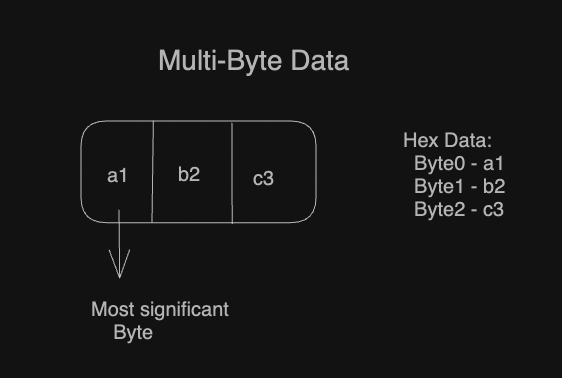 Multi-Byte Data
a1 b2 c3
Hex Data:
Byte0 - a1
Byte1 - b2
Byte2 - c3
Most significant
Byte